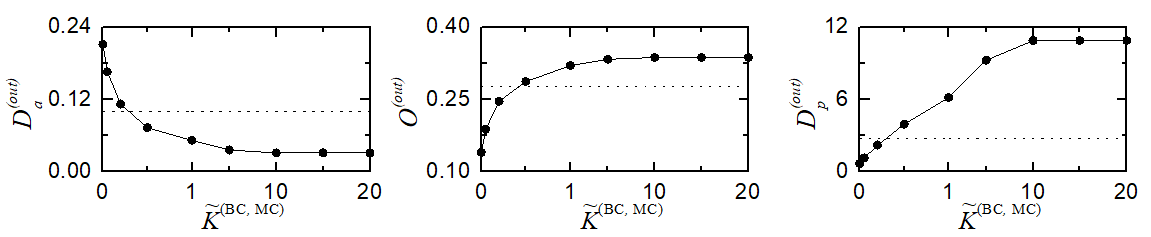 0.24
0.12
0.00
D_a^(out)
0 1 10 20
K̃^(BC, MC)
0.40
0.25
0.10
O^(out)
0 1 10 20
K̃^(BC, MC)
12
6
0
D_p^(out)
0 1 10 20
K̃^(BC, MC)